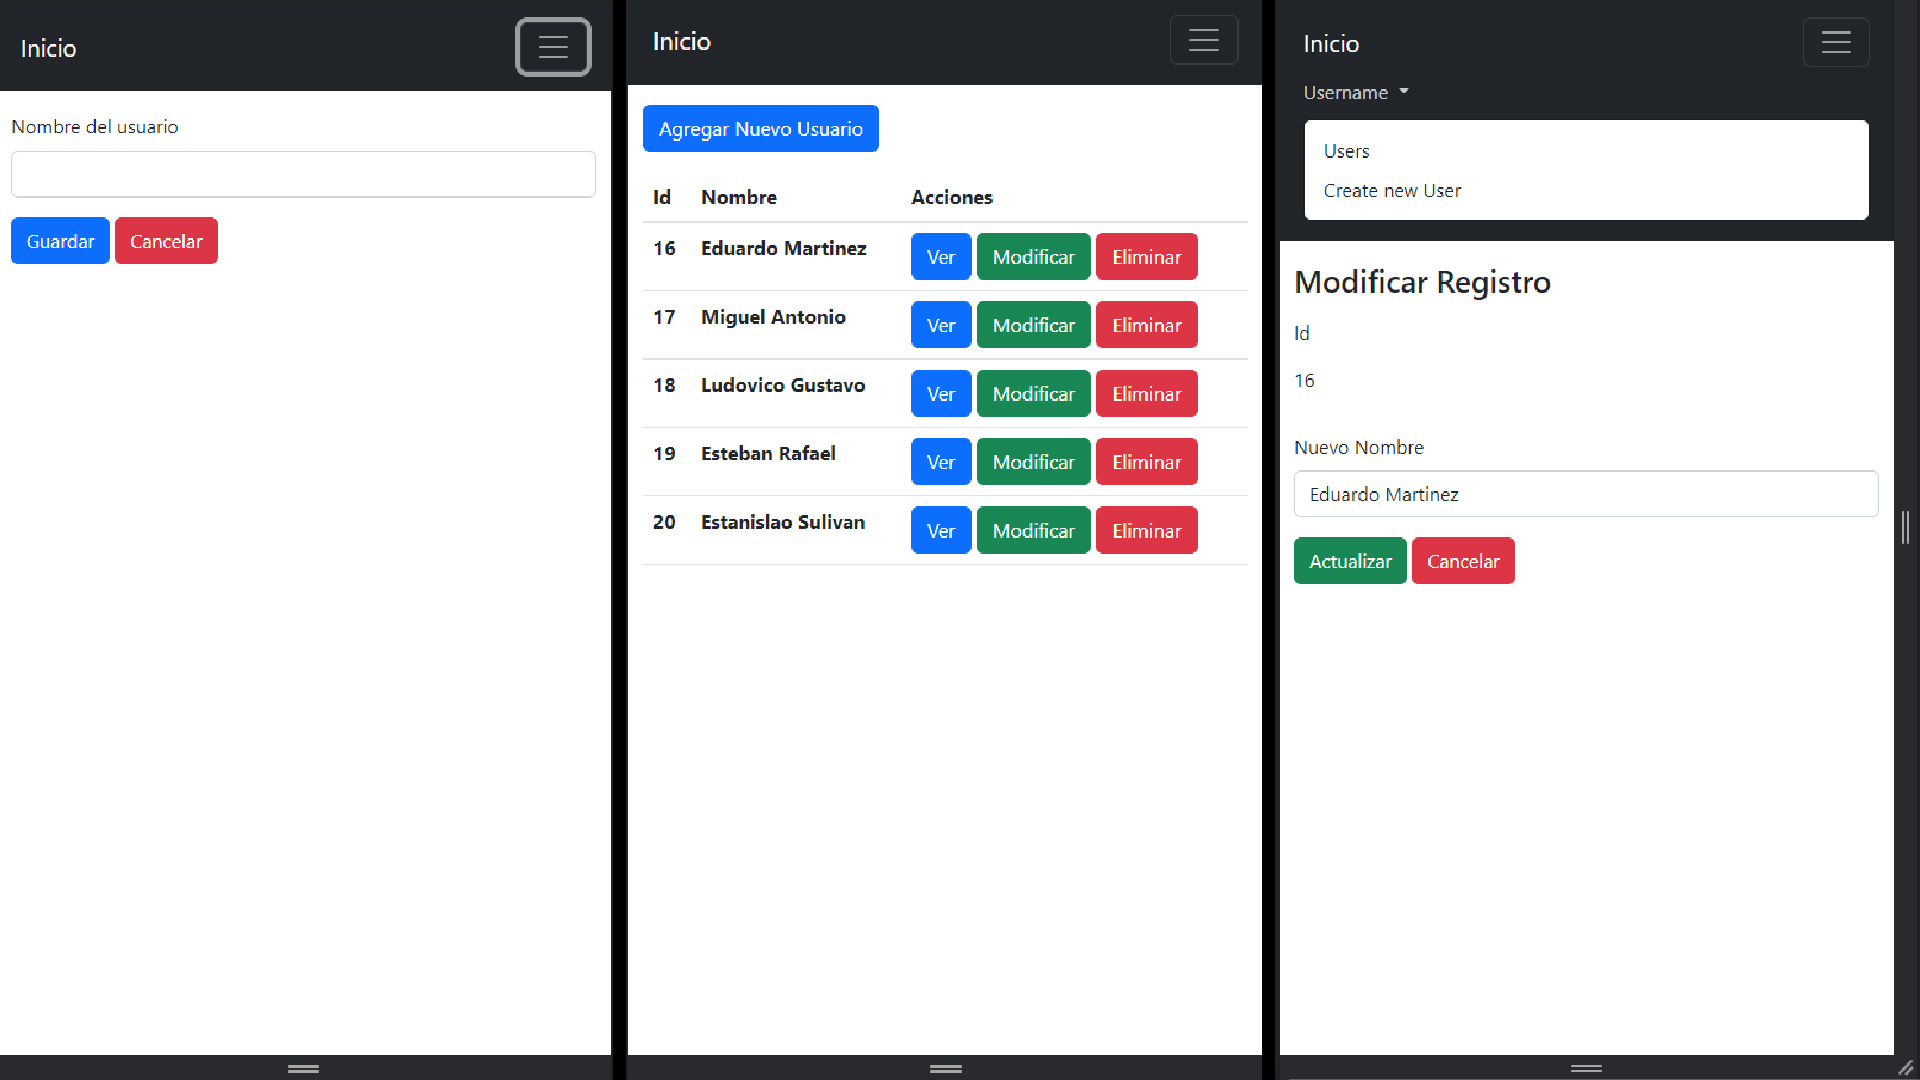 Inicio
Nombre del usuario
Guardar Cancelar
Inicio
Agregar Nuevo Usuario
Id Nombre Acciones
16 Eduardo Martinez Ver Modificar Eliminar
17 Miguel Antonio Ver Modificar Eliminar
18 Ludovico Gustavo Ver Modificar Eliminar
19 Esteban Rafael Ver Modificar Eliminar
20 Estanislao Sulivan Ver Modificar Eliminar
Inicio
Username
Users
Create new User
Modificar Registro
Id
16
Nuevo Nombre
Eduardo Martinez
Actualizar Cancelar